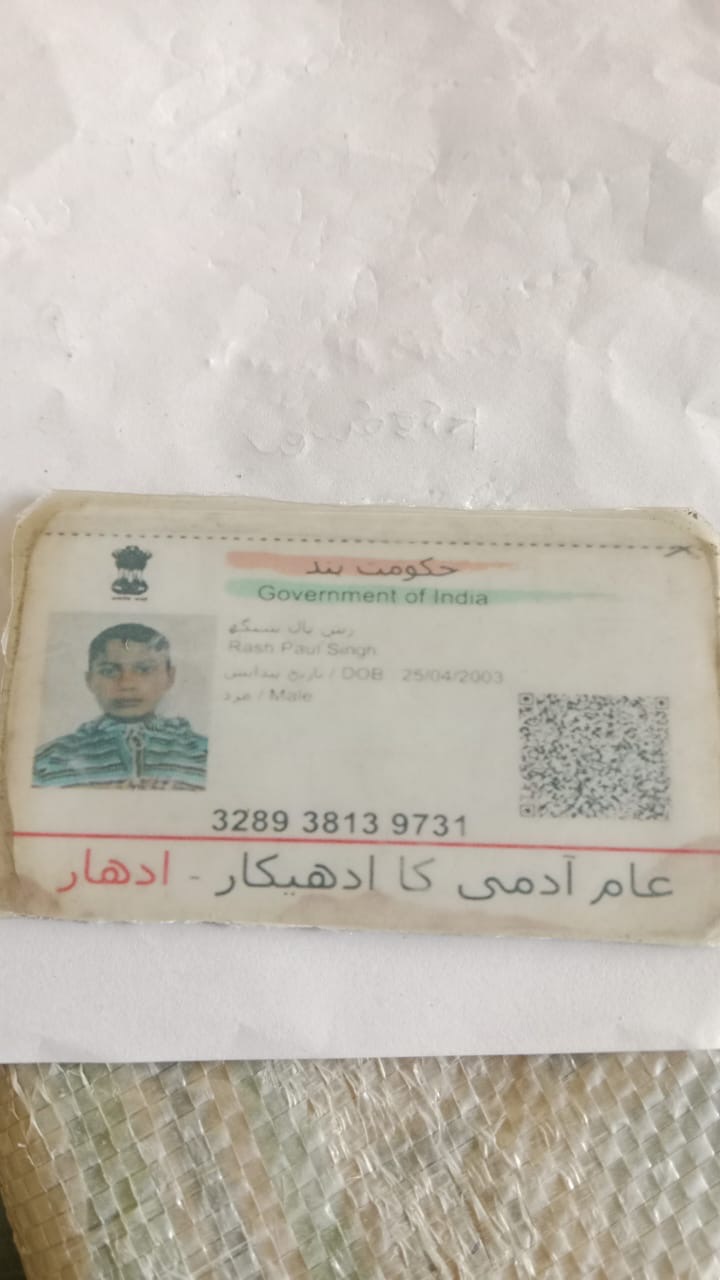 حکومت ہند
Government of India
رش پال سنگھ
Rash Paul Singh
تاریخ پیدائش / DOB : 25/04/2003
مرد / Male
3289 3813 9731
عام آدمی کا ادھیکار - ادھار